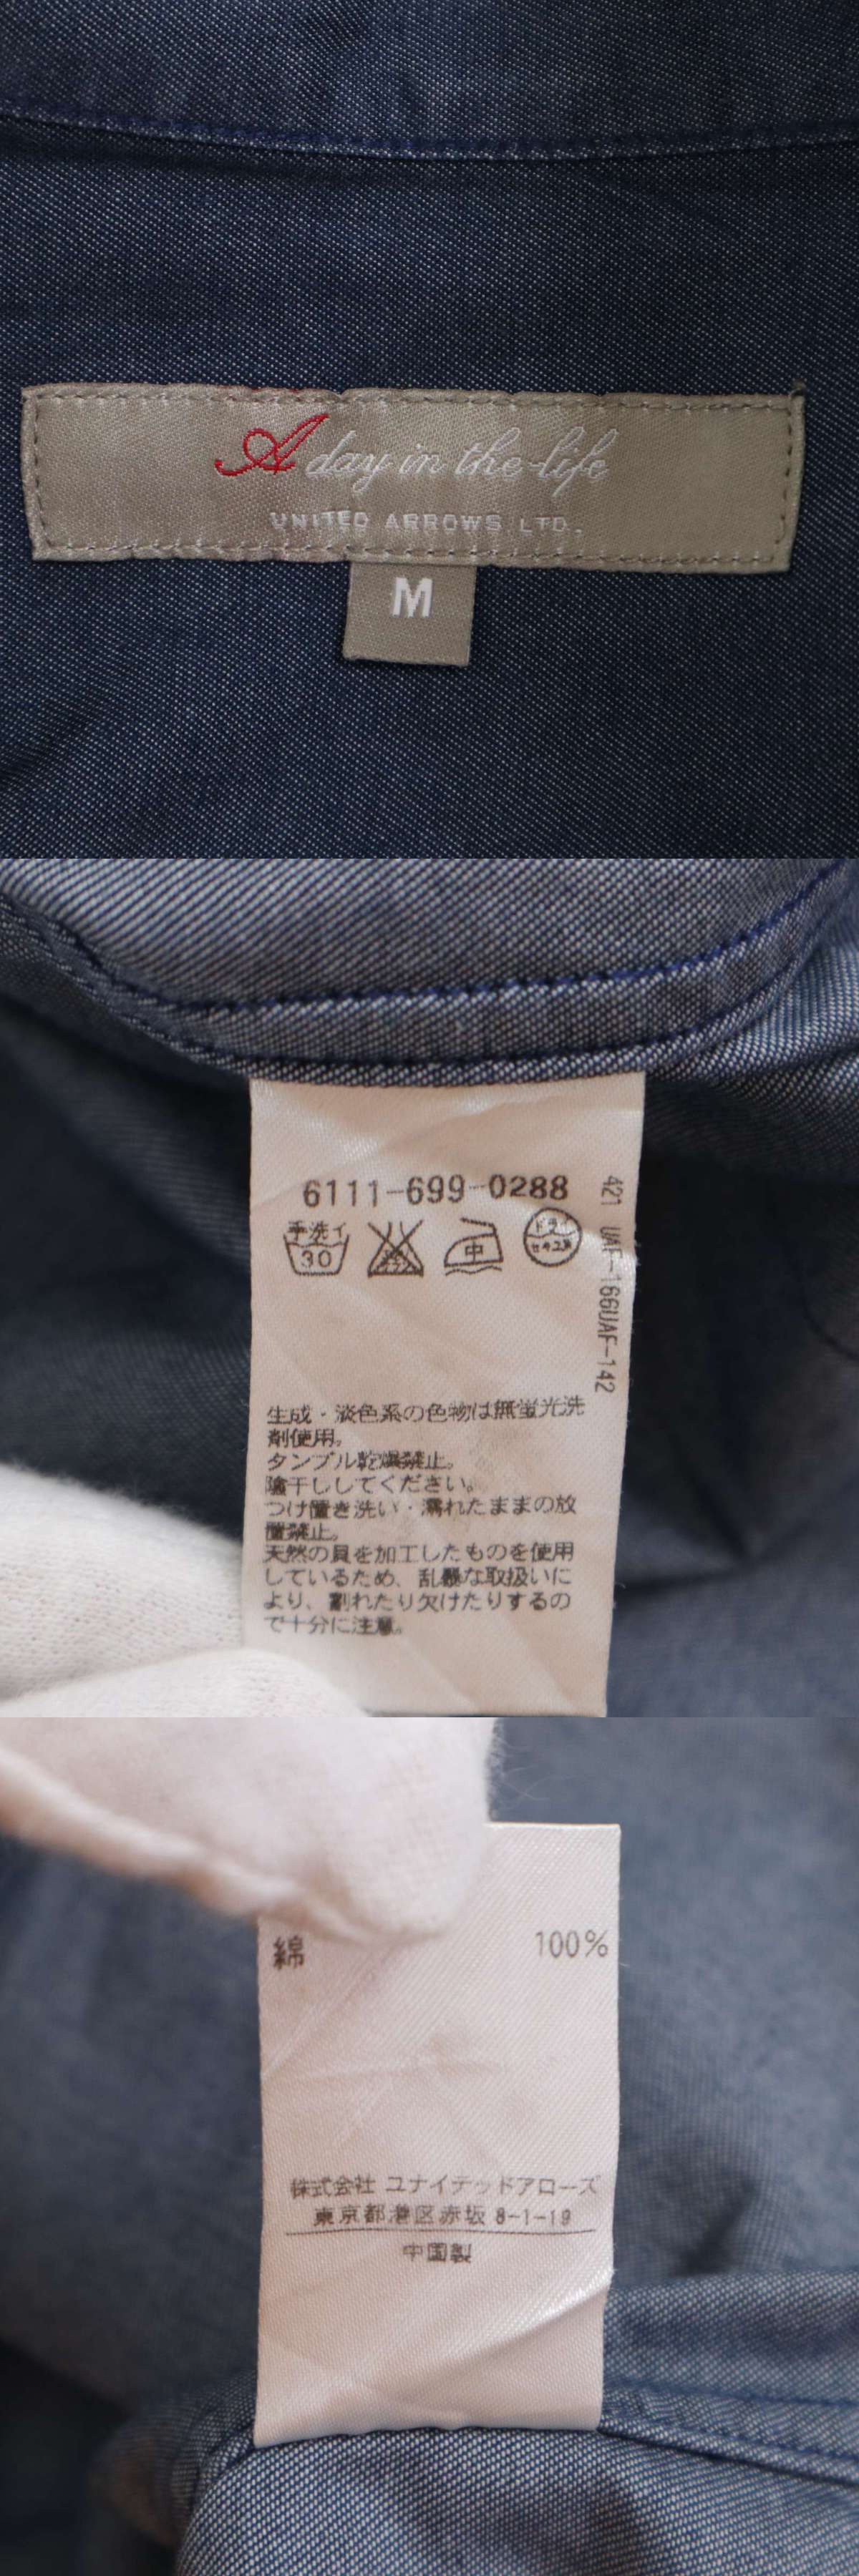 A day in the life
UNITED ARROWS LTD.
M
6111-699-0288
手洗イ
30
中
ドライ
セキユ系
421 UAF-166UAF-142
生成・淡色系の色物は無蛍光洗
剤使用。
タンブル乾燥禁止。
陰干ししてください。
つけ置き洗い・濡れたままの放
置禁止。
天然の貝を加工したものを使用
しているため、乱暴な取扱いに
より、割れたり欠けたりするの
で十分に注意。
綿 100%
株式会社 ユナイテッドアローズ
東京都港区赤坂 8-1-19
中国製